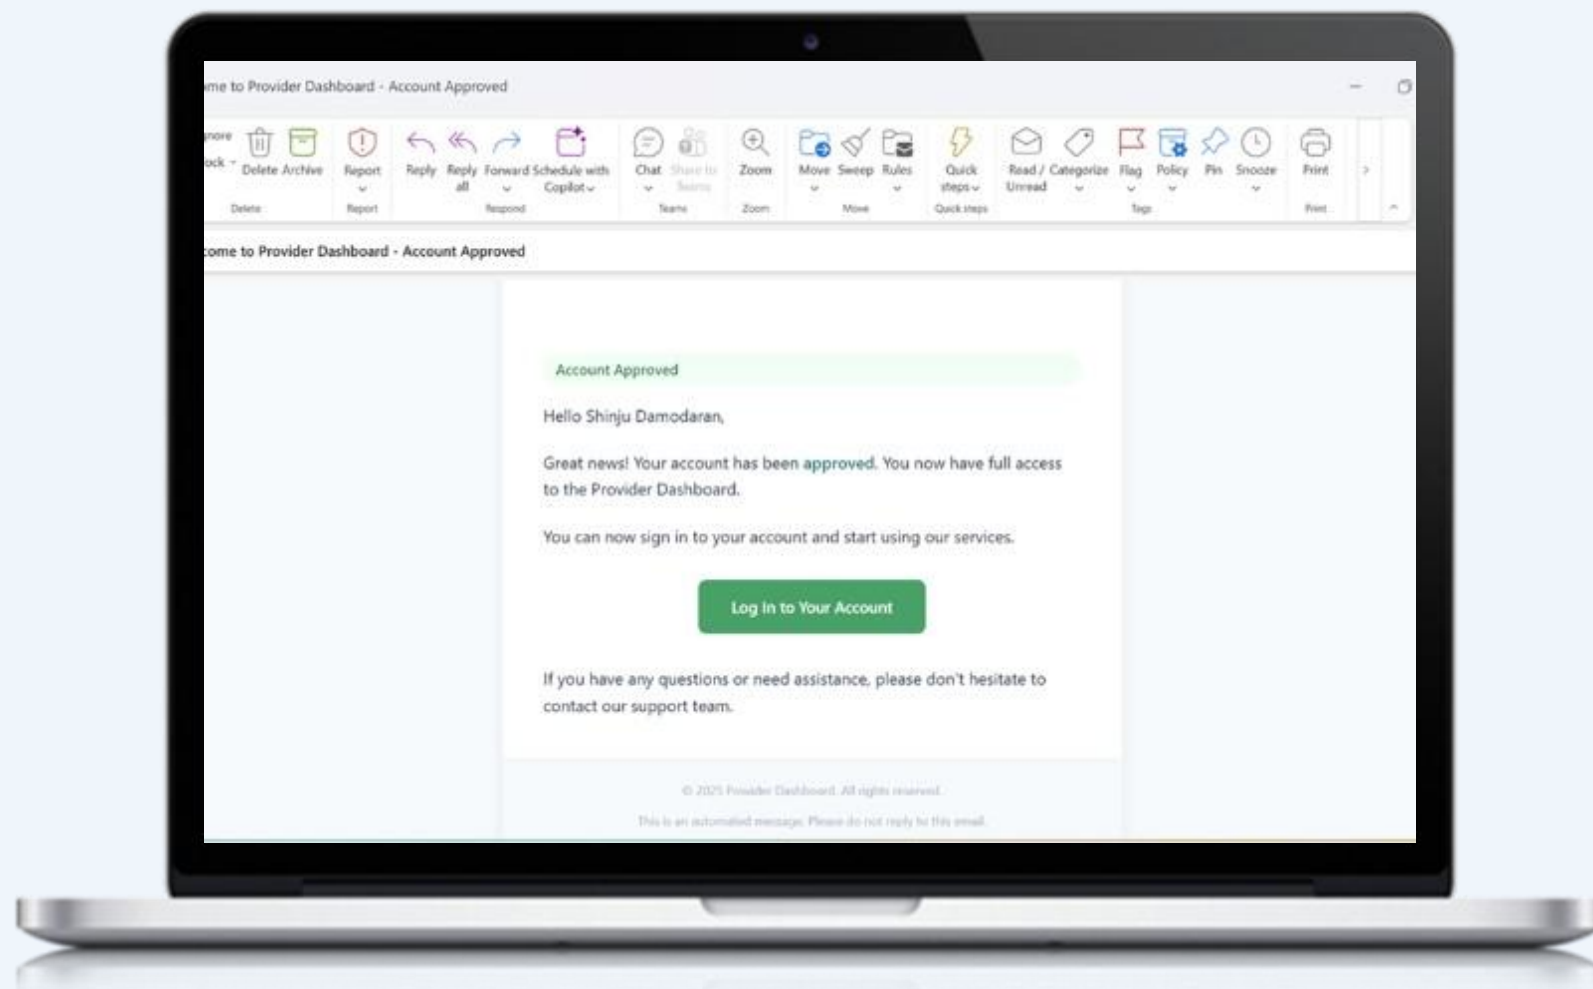 ome to Provider Dashboard - Account Approved
gnore
ock
Delete Archive Report Reply Reply all Forward Schedule with Copilot Chat Share to Teams Zoom Move Sweep Rules Quick steps Read / Unread Categorize Flag Policy Pin Snooze Print
Delete Report Respond Teams Zoom Move Quick steps Tags Print
come to Provider Dashboard - Account Approved
Account Approved
Hello Shinju Damodaran,
Great news! Your account has been approved. You now have full access
to the Provider Dashboard.
You can now sign in to your account and start using our services.
Log In to Your Account
If you have any questions or need assistance, please don't hesitate to
contact our support team.
© 2025 Provider Dashboard. All rights reserved.
This is an automated message. Please do not reply to this email.